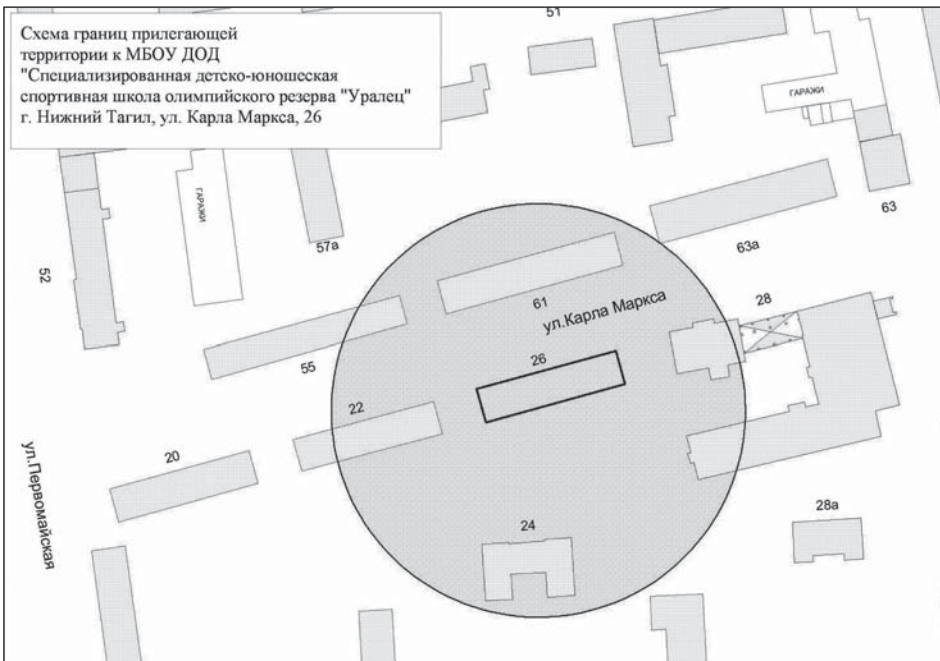 Схема границ прилегающей
территории к МБОУ ДОД
"Специализированная детско-юношеская
спортивная школа олимпийского резерва "Уралец"
г. Нижний Тагил, ул. Карла Маркса, 26
51
ГАРАЖИ
ГАРАЖИ
57а
63
63а
52
61
ул.Карла Маркса
28
55
26
22
20
ул.Первомайская
24
28а